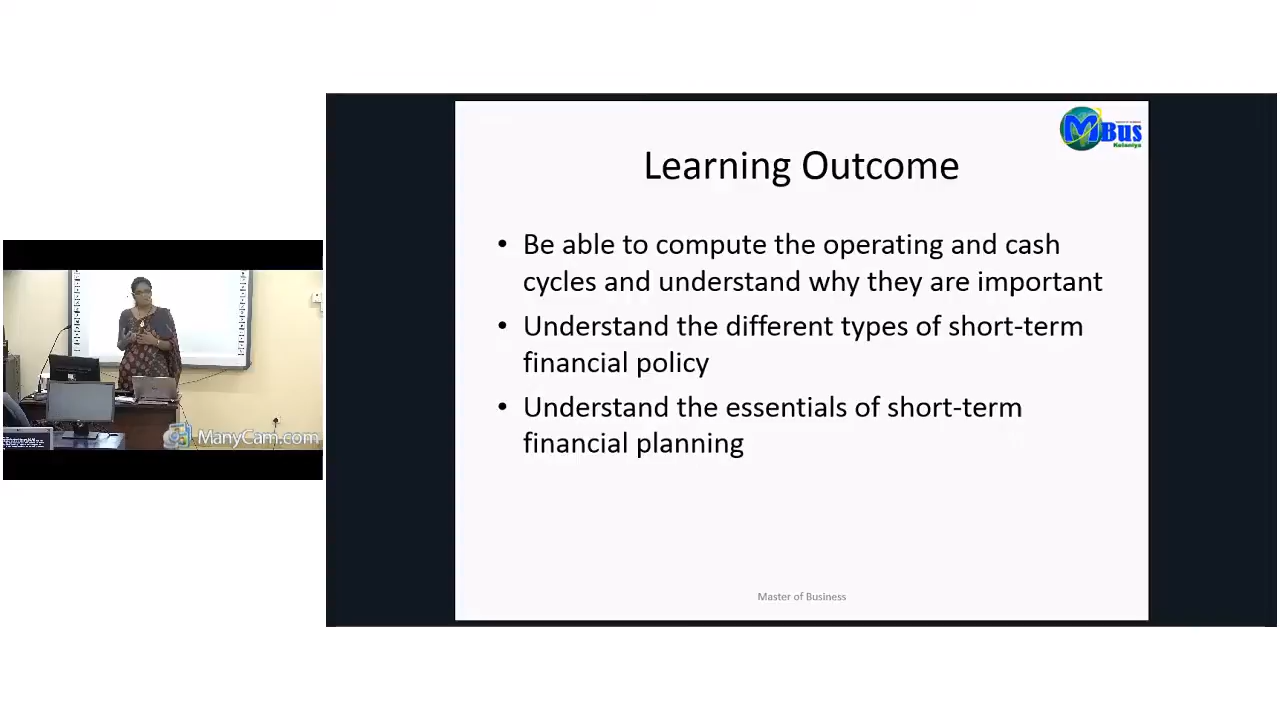 MBus
Kelaniya
Learning Outcome
• Be able to compute the operating and cash
cycles and understand why they are important
• Understand the different types of short-term
financial policy
• Understand the essentials of short-term
financial planning
Master of Business
ManyCam.com